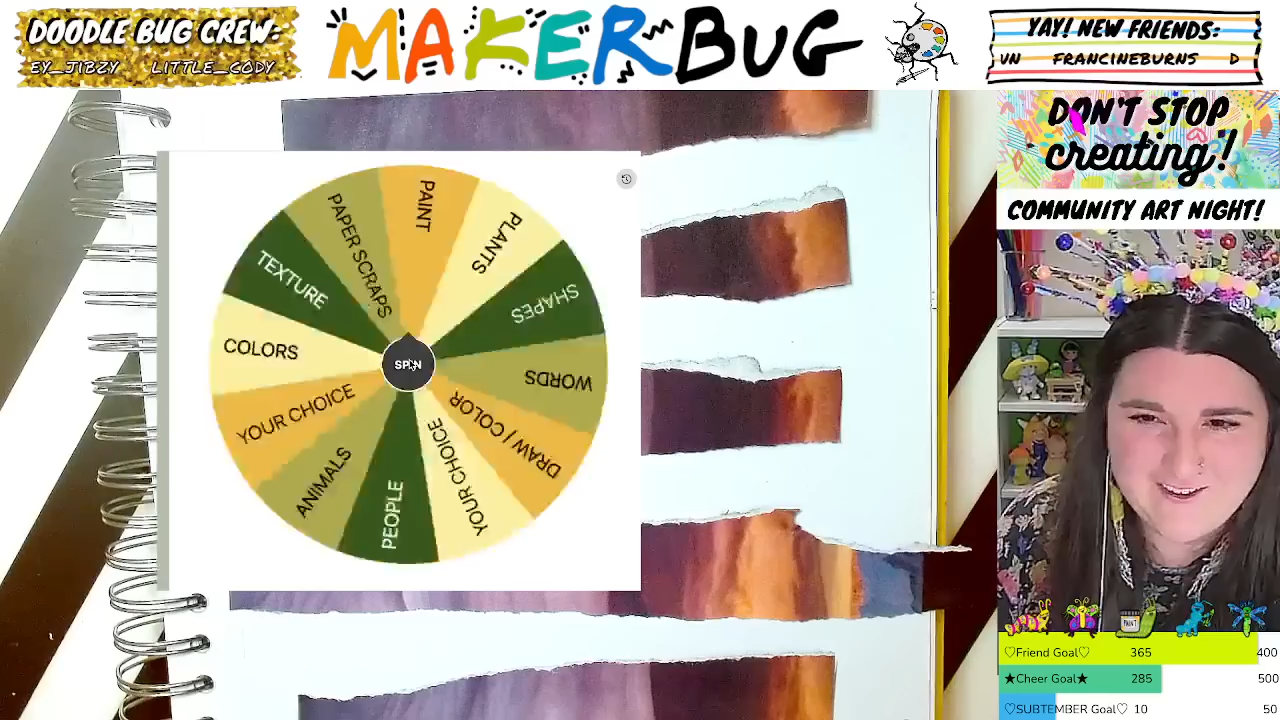 DOODLE BUG CREW:
EY_JIBZY LITTLE_CODY
MAKERBUG
YAY! NEW FRIENDS:
UN FRANCINEBURNS D
DON'T STOP
creating!
COMMUNITY ART NIGHT!
PAINT
PLANTS
SHAPES
WORDS
DRAW / COLOR
YOUR CHOICE
PEOPLE
ANIMALS
YOUR CHOICE
COLORS
TEXTURE
PAPER SCRAPS
SPIN
PAINT
♡Friend Goal♡ 365 400
★Cheer Goal★ 285 500
♡SUBTEMBER Goal♡ 10 50